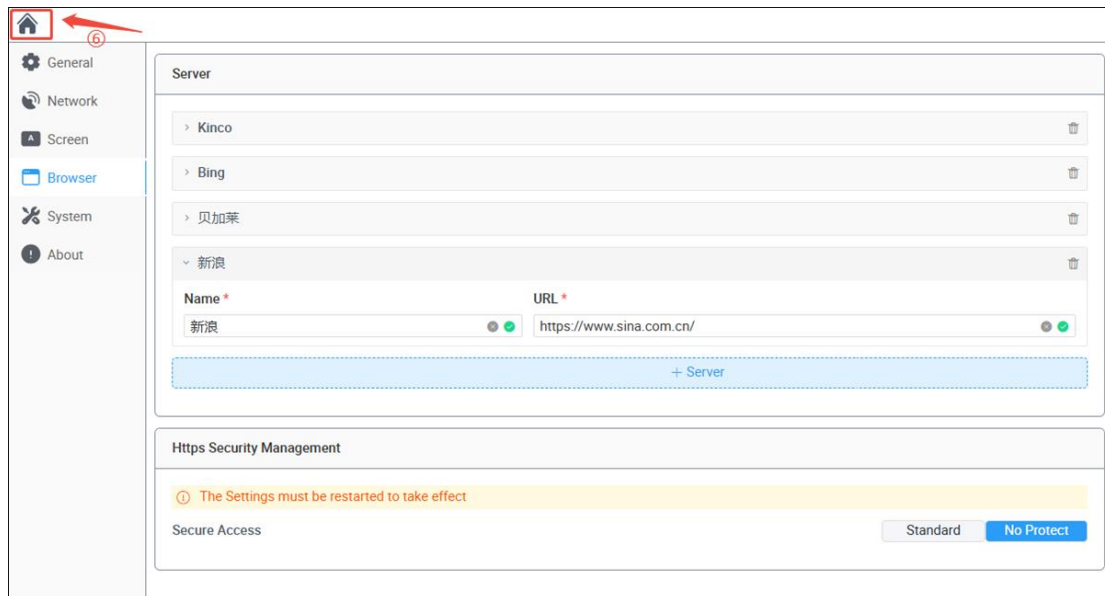 ⑥
General
Network
Screen
Browser
System
About
Server
Kinco
Bing
贝加莱
新浪
Name * URL *
新浪 https://www.sina.com.cn/
+ Server
Https Security Management
The Settings must be restarted to take effect
Secure Access Standard No Protect